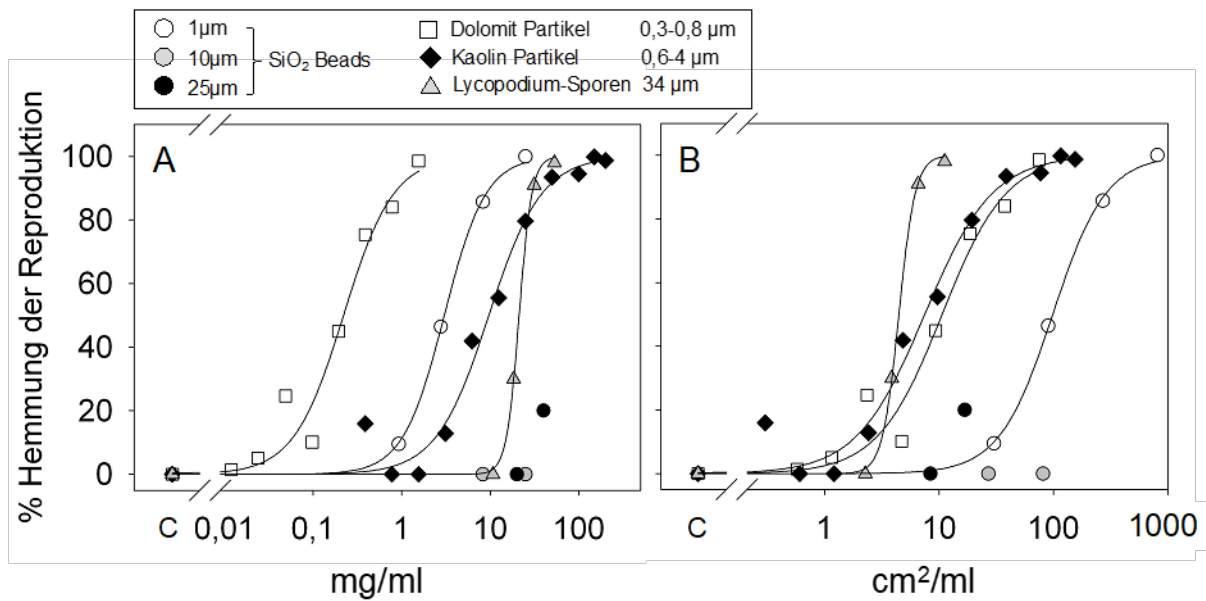 1µm
10µm
25µm
SiO₂ Beads
Dolomit Partikel 0,3-0,8 µm
Kaolin Partikel 0,6-4 µm
Lycopodium-Sporen 34 µm
% Hemmung der Reproduktion
100
80
60
40
20
0
A
B
C 0,01 0,1 1 10 100
C 1 10 100 1000
mg/ml
cm²/ml